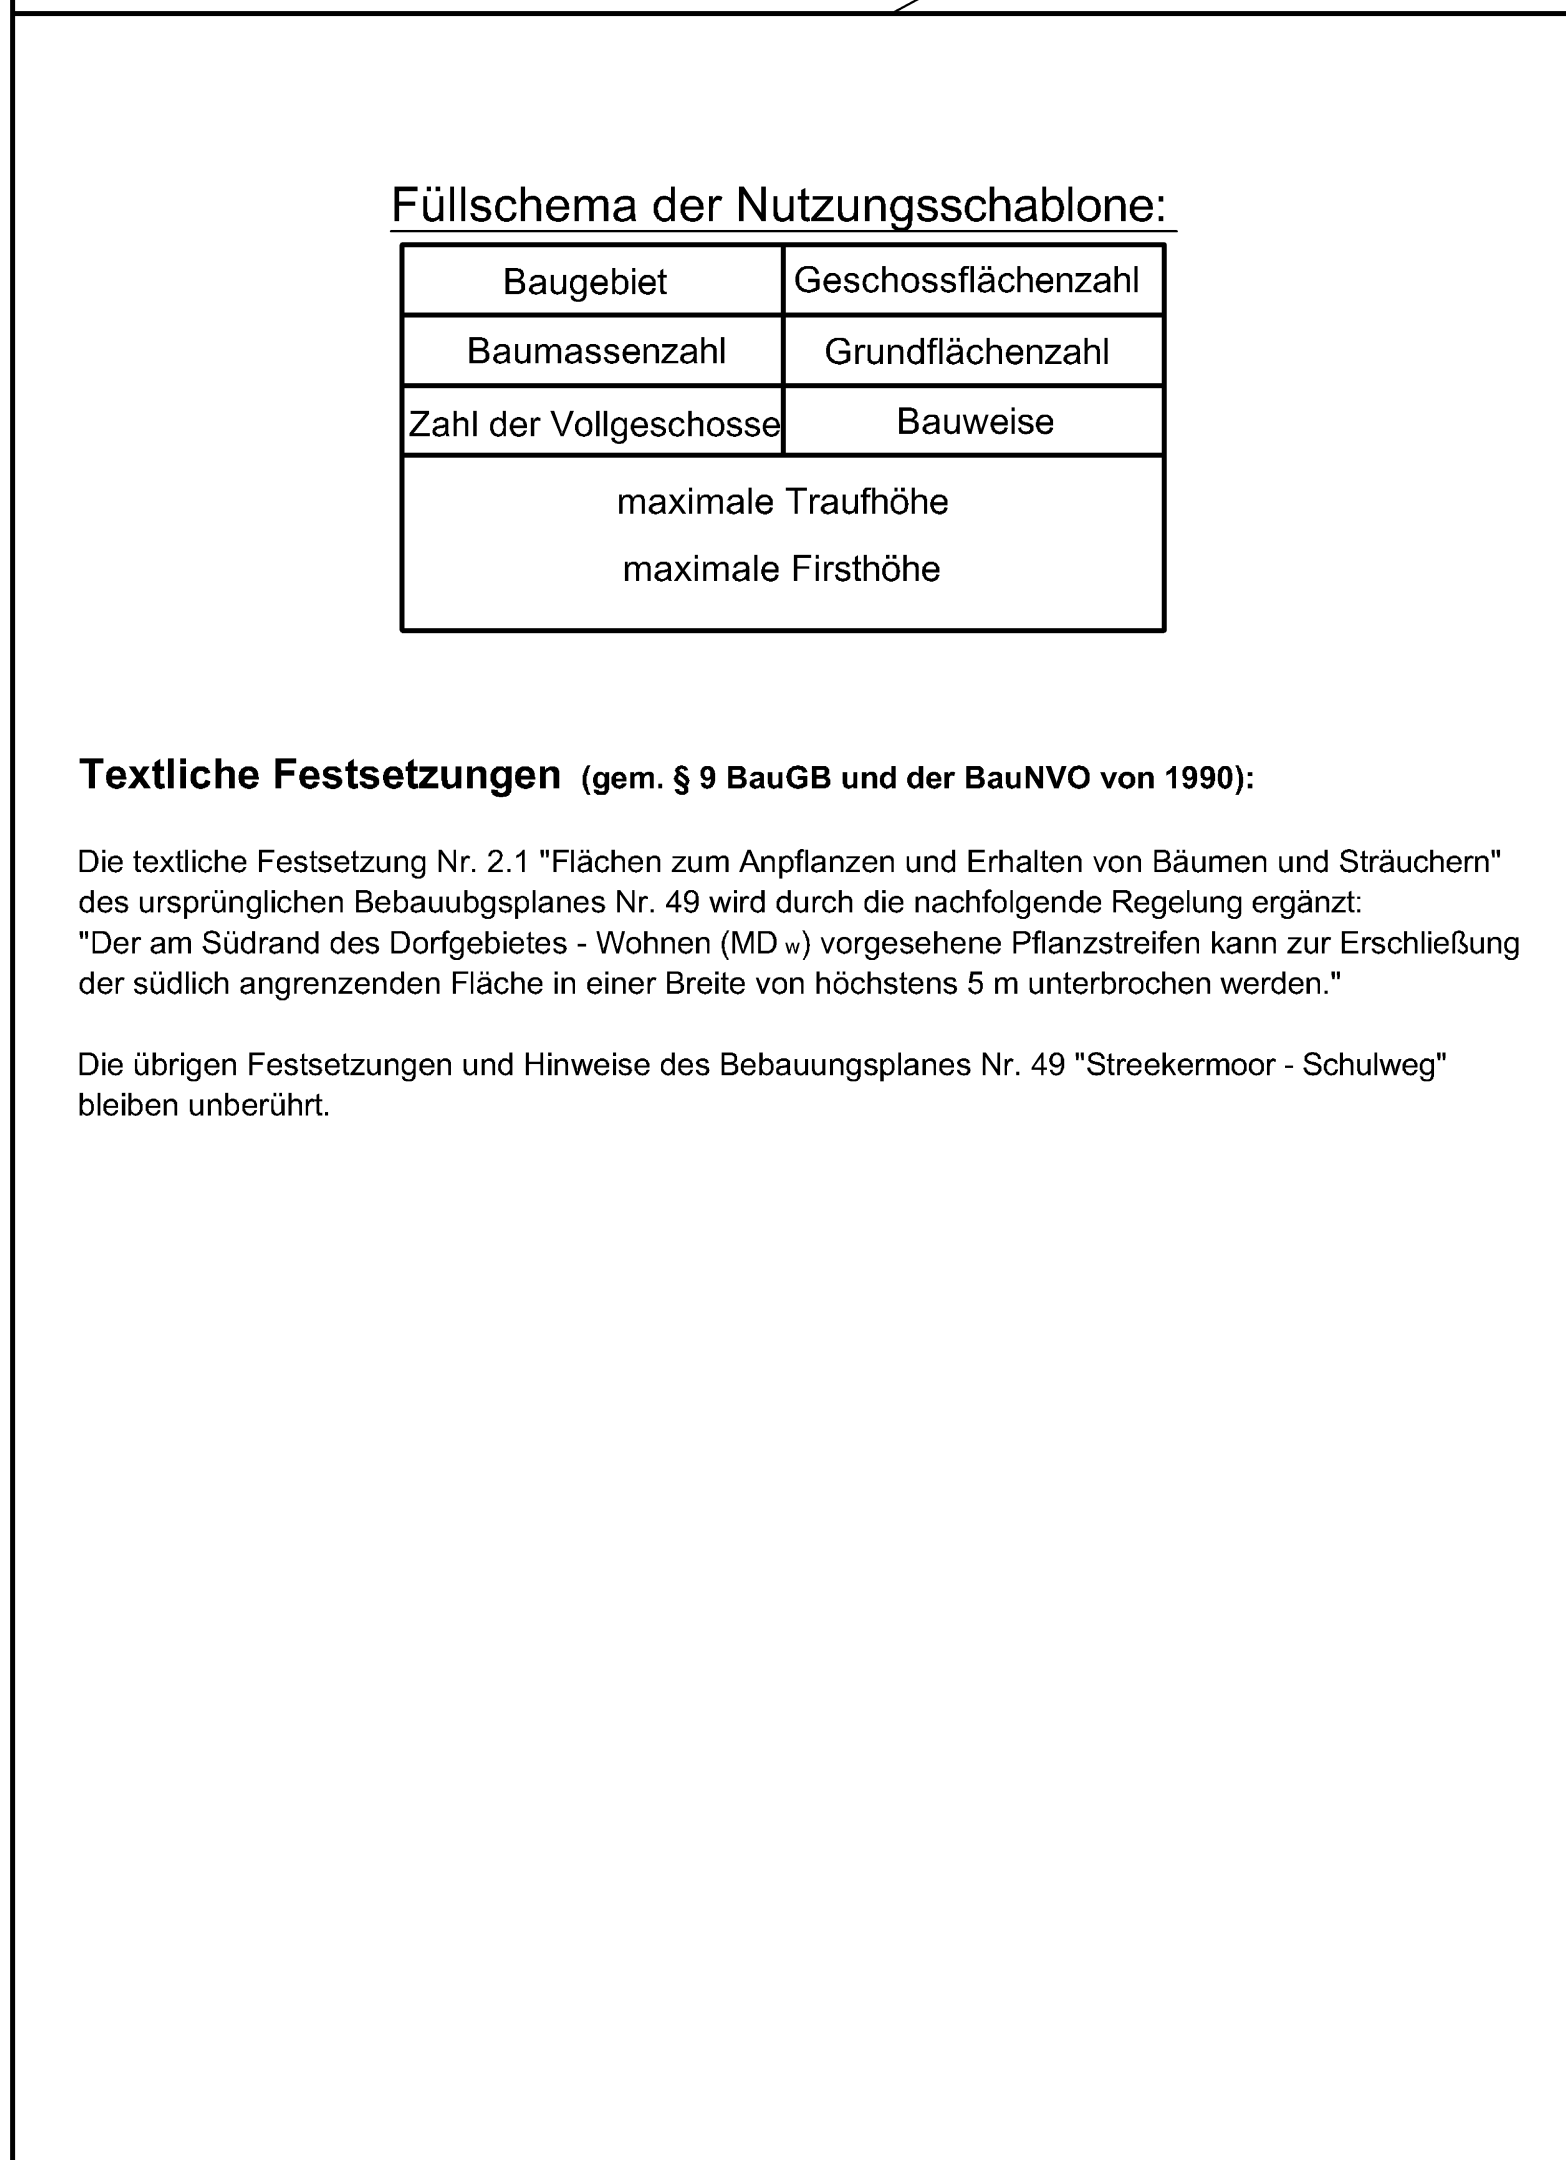 Füllschema der Nutzungsschablone:
Baugebiet Geschossflächenzahl
Baumassenzahl Grundflächenzahl
Zahl der Vollgeschosse Bauweise
maximale Traufhöhe
maximale Firsthöhe
Textliche Festsetzungen (gem. § 9 BauGB und der BauNVO von 1990):
Die textliche Festsetzung Nr. 2.1 "Flächen zum Anpflanzen und Erhalten von Bäumen und Sträuchern"
des ursprünglichen Bebauubgsplanes Nr. 49 wird durch die nachfolgende Regelung ergänzt:
"Der am Südrand des Dorfgebietes - Wohnen (MD w) vorgesehene Pflanzstreifen kann zur Erschließung
der südlich angrenzenden Fläche in einer Breite von höchstens 5 m unterbrochen werden."
Die übrigen Festsetzungen und Hinweise des Bebauungsplanes Nr. 49 "Streekermoor - Schulweg"
bleiben unberührt.